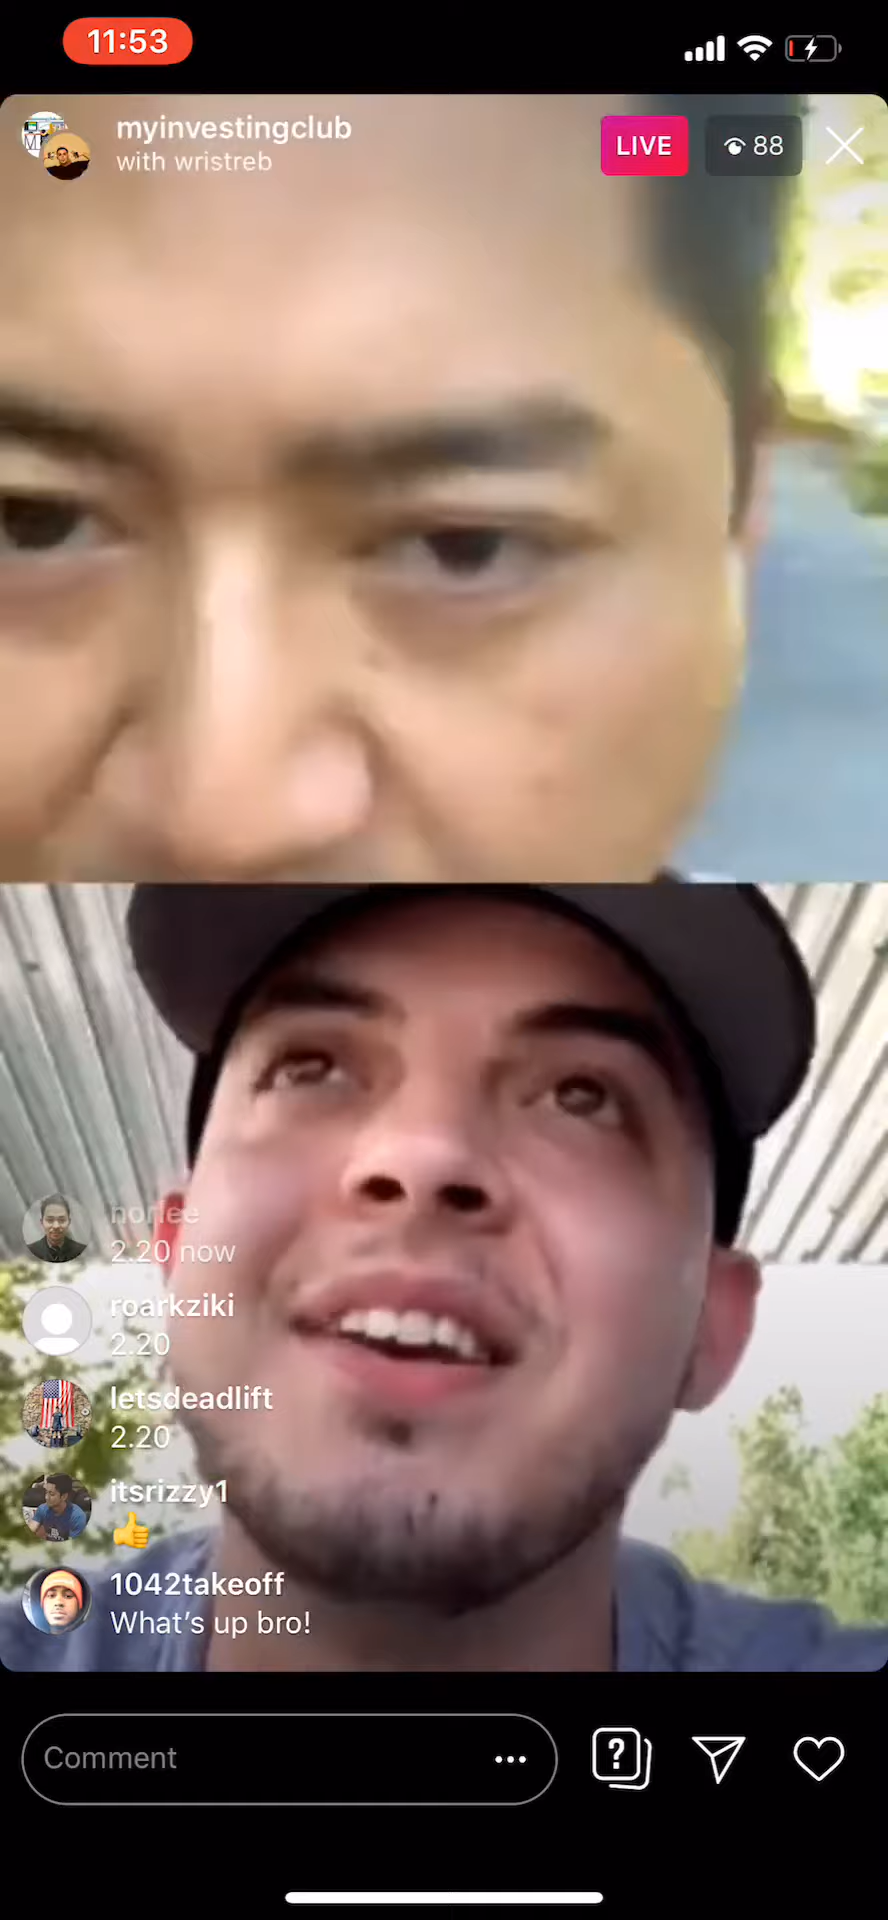 11:53
myinvestingclub
with wristreb
LIVE
88
norlee
2.20 now
roarkziki
2.20
letsdeadlift
2.20
itsrizzy1
👍
1042takeoff
What's up bro!
Comment